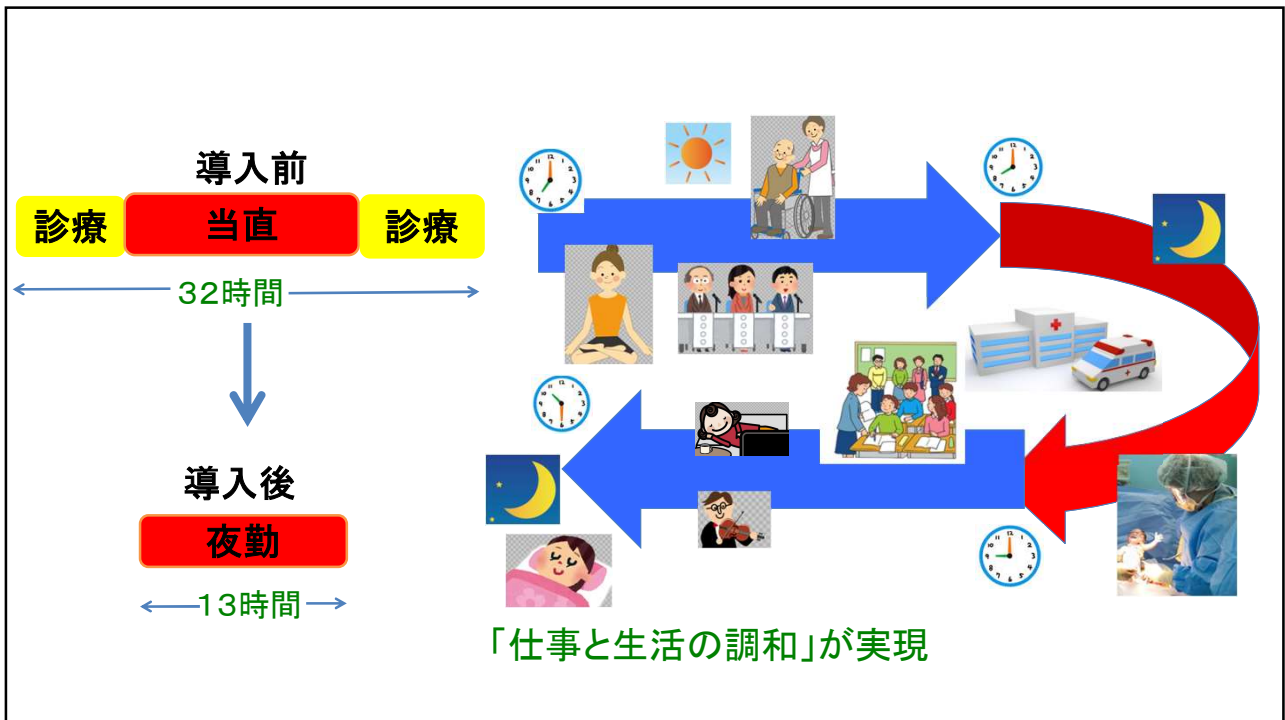 導入前
診療 当直 診療
32時間
導入後
夜勤
13時間
「仕事と生活の調和」が実現